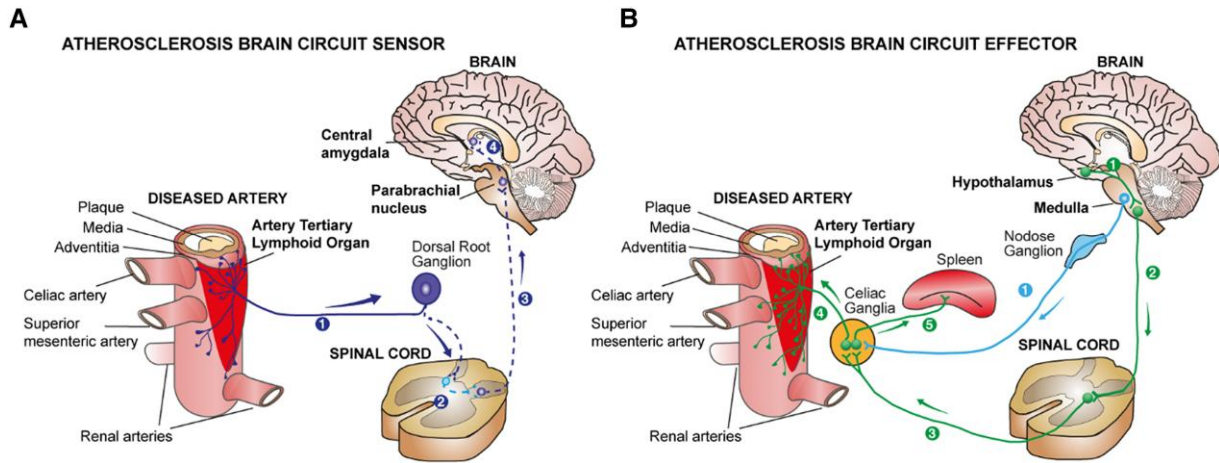 A
ATHEROSCLEROSIS BRAIN CIRCUIT SENSOR
BRAIN
Central
amygdala
4
Parabrachial
nucleus
DISEASED ARTERY
Plaque
Media
Adventitia
Artery Tertiary
Lymphoid Organ
Dorsal Root
Ganglion
Celiac artery
1
3
Superior
mesenteric artery
SPINAL CORD
2
Renal arteries
B
ATHEROSCLEROSIS BRAIN CIRCUIT EFFECTOR
BRAIN
1
Hypothalamus
Medulla
DISEASED ARTERY
Plaque
Media
Adventitia
Artery Tertiary
Lymphoid Organ
Nodose
Ganglion
Spleen
2
Celiac artery
Celiac
Ganglia
1
4
5
Superior
mesenteric artery
SPINAL CORD
3
Renal arteries